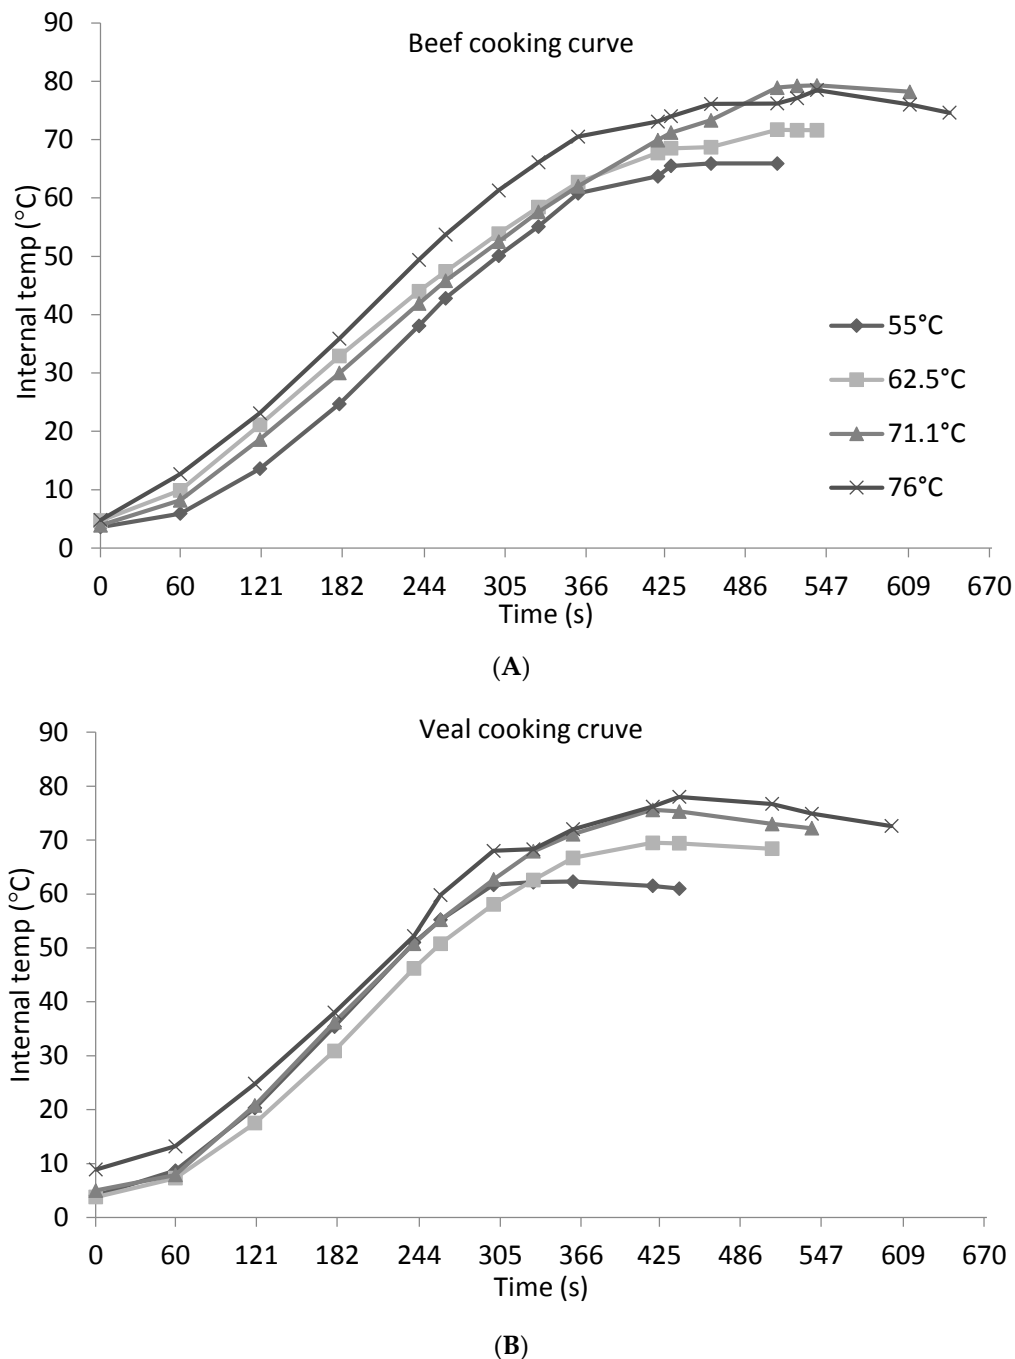 Beef cooking curve
90
80
70
60
50
40
30
20
10
0
Internal temp (°C)
55°C
62.5°C
71.1°C
76°C
0 60 121 182 244 305 366 425 486 547 609 670
Time (s)
(A)
Veal cooking cruve
90
80
70
60
50
40
30
20
10
0
Internal temp (°C)
0 60 121 182 244 305 366 425 486 547 609 670
Time (s)
(B)